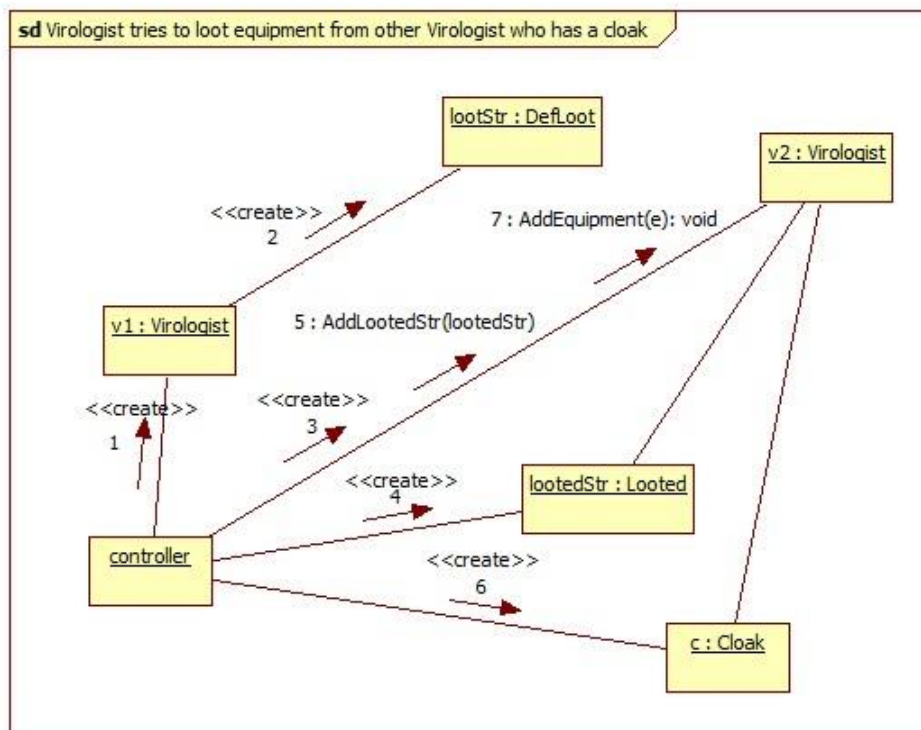 sd Virologist tries to loot equipment from other Virologist who has a cloak
lootStr : DefLoot
v2 : Virologist
<<create>>
2
7 : AddEquipment(e): void
v1 : Virologist
5 : AddLootedStr(lootedStr)
<<create>>
1
<<create>>
3
<<create>>
4
lootedStr : Looted
controller
<<create>>
6
c : Cloak